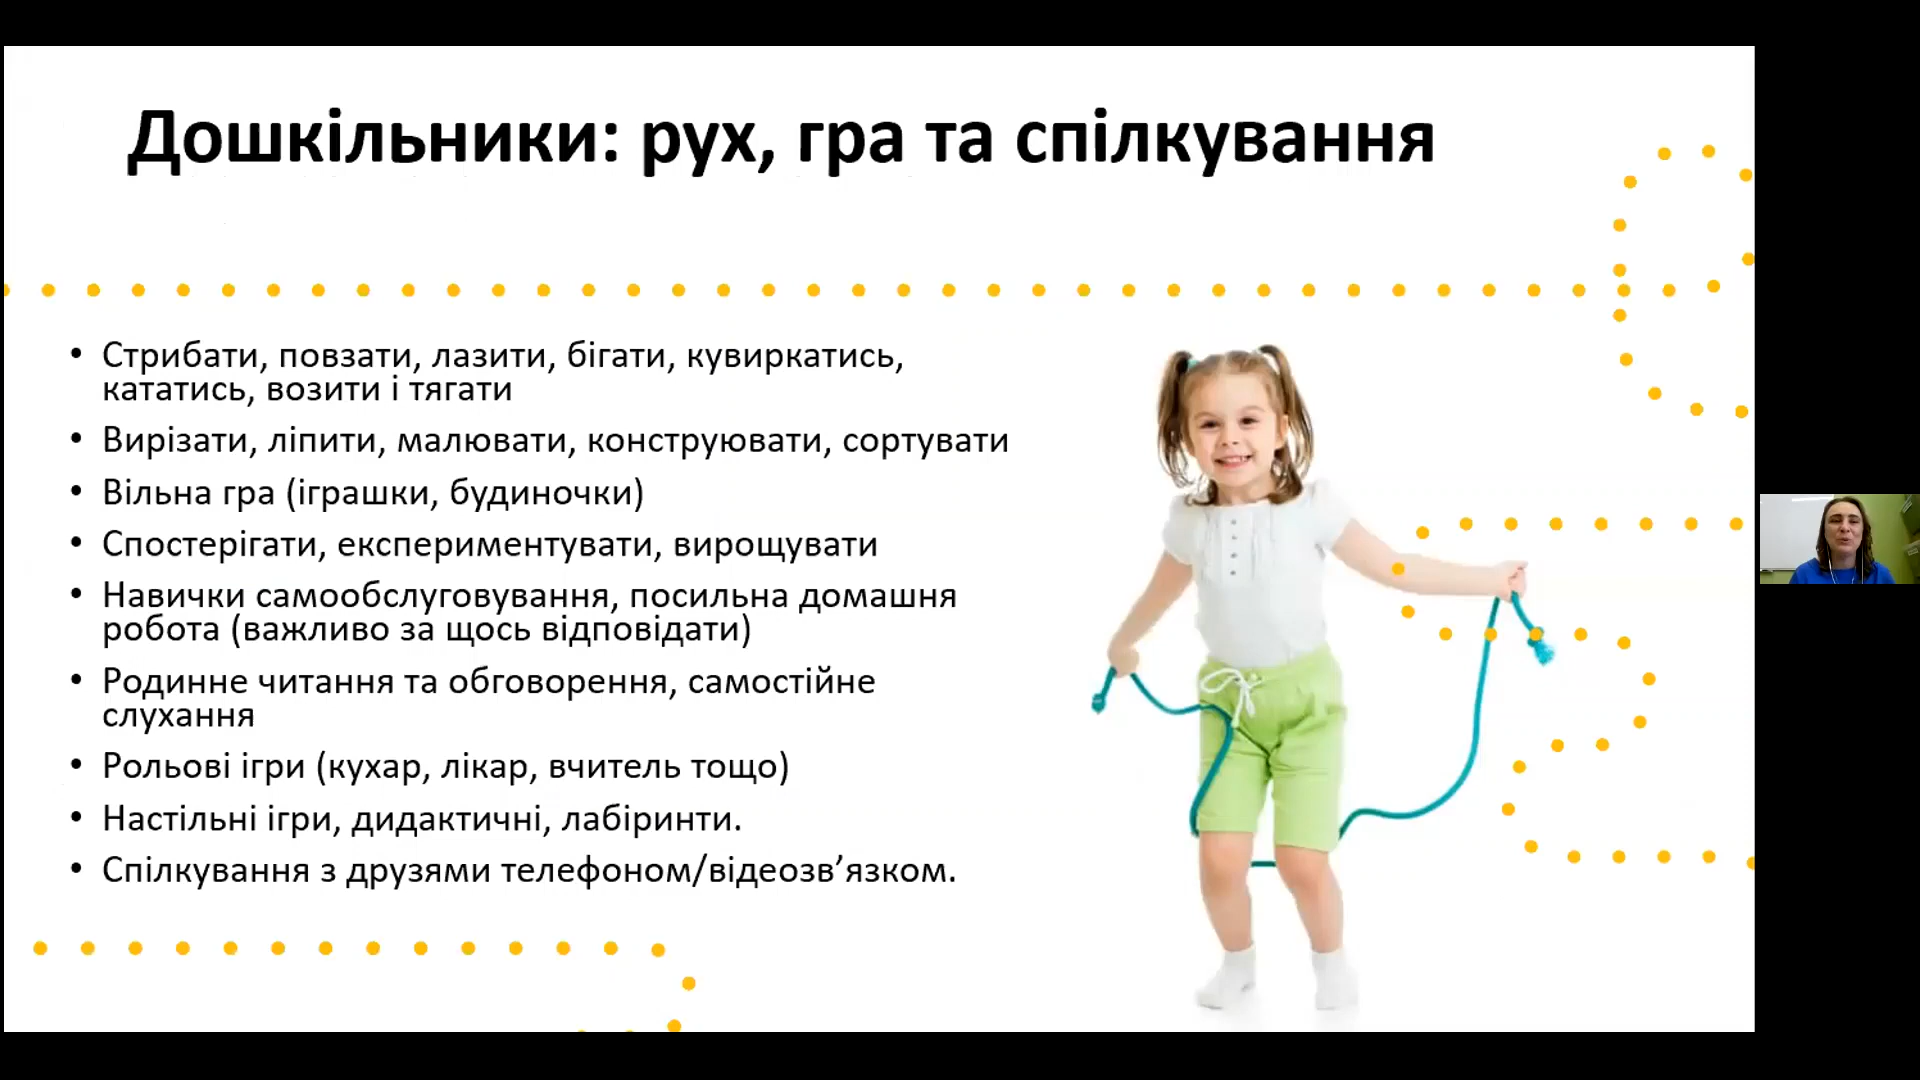 Дошкільники: рух, гра та спілкування
• Стрибати, повзати, лазити, бігати, кувиркатись,
кататись, возити і тягати
• Вирізати, ліпити, малювати, конструювати, сортувати
• Вільна гра (іграшки, будиночки)
• Спостерігати, експериментувати, вирощувати
• Навички самообслуговування, посильна домашня
робота (важливо за щось відповідати)
• Родинне читання та обговорення, самостійне
слухання
• Рольові ігри (кухар, лікар, вчитель тощо)
• Настільні ігри, дидактичні, лабіринти.
• Спілкування з друзями телефоном/відеозв’язком.